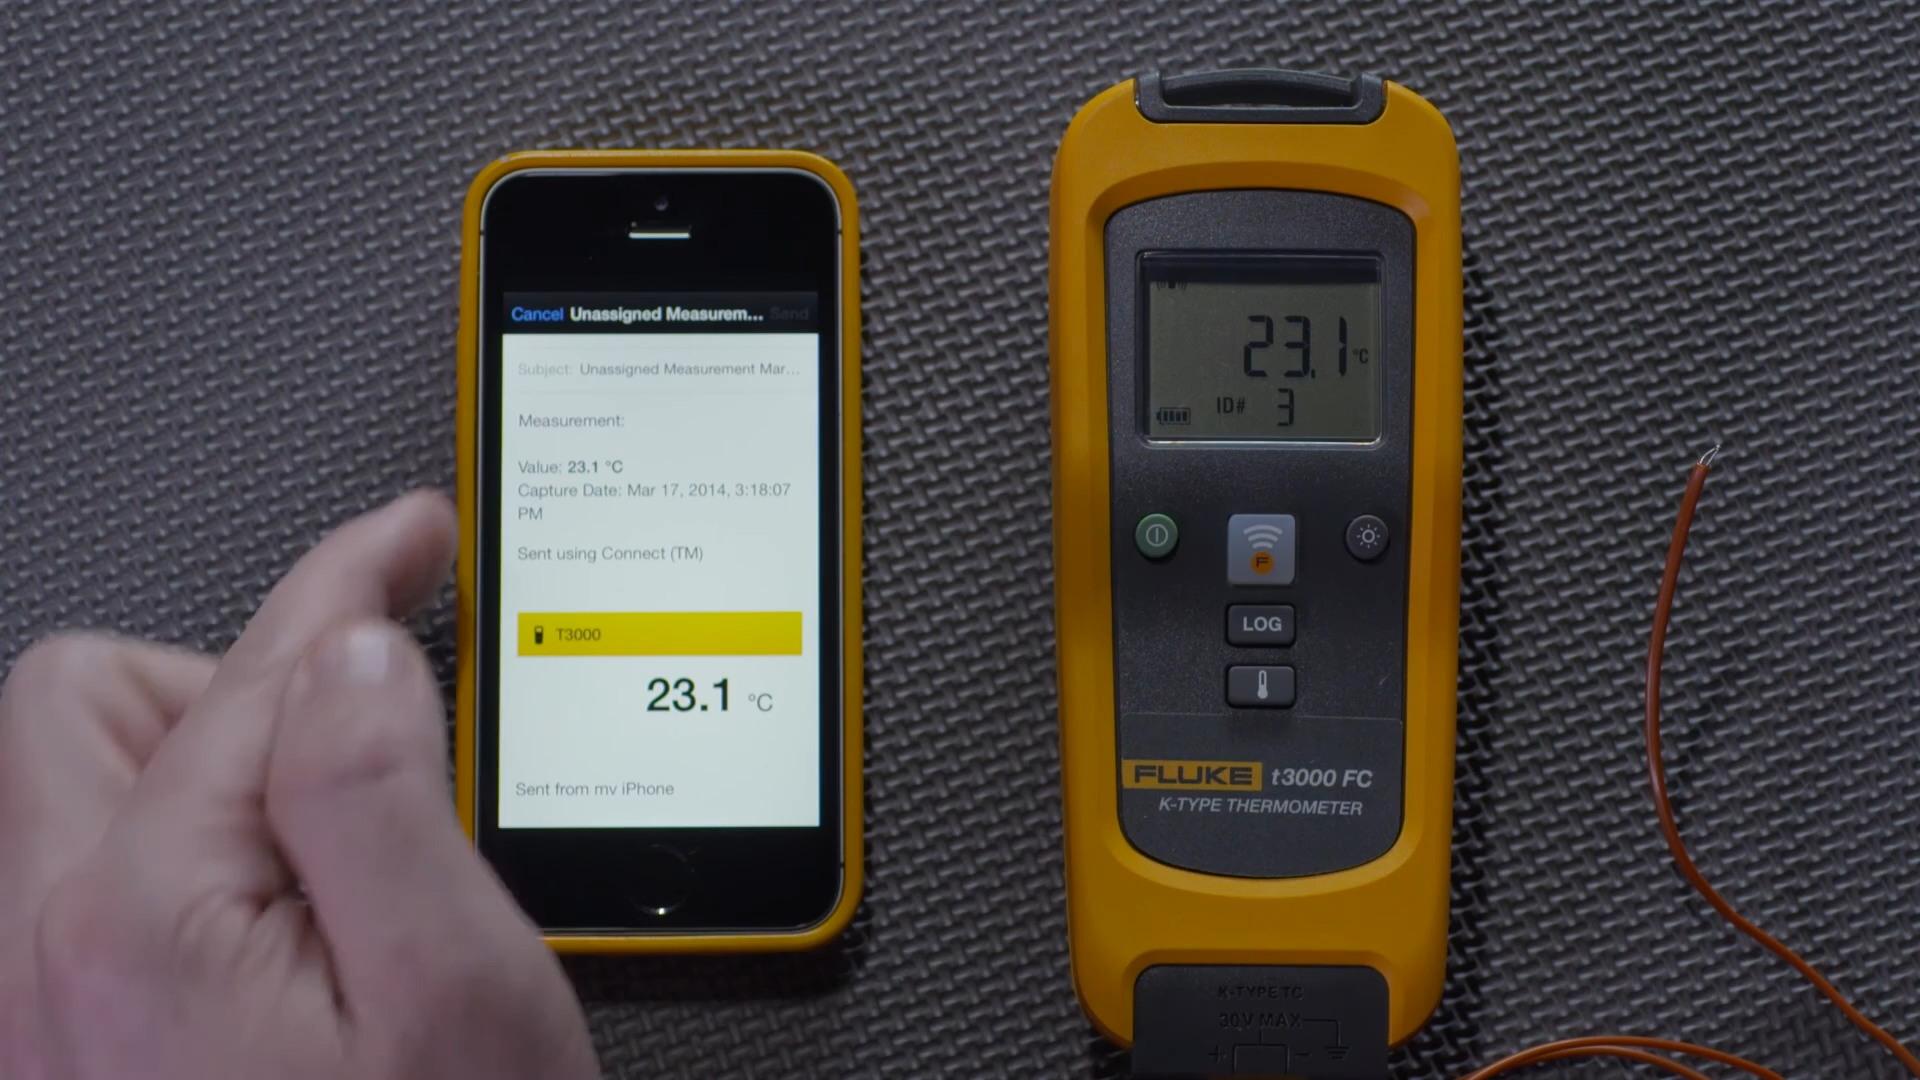 Cancel Unassigned Measurem... Send
Subject: Unassigned Measurement Mar...
Measurement:
Value: 23.1 °C
Capture Date: Mar 17, 2014, 3:18:07
PM
Sent using Connect (TM)
T3000
23.1 °C
Sent from my iPhone
23.1 °C
ID# 3
F
LOG
FLUKE t3000 FC
K-TYPE THERMOMETER
K-TYPE TC
30V MAX
+ -